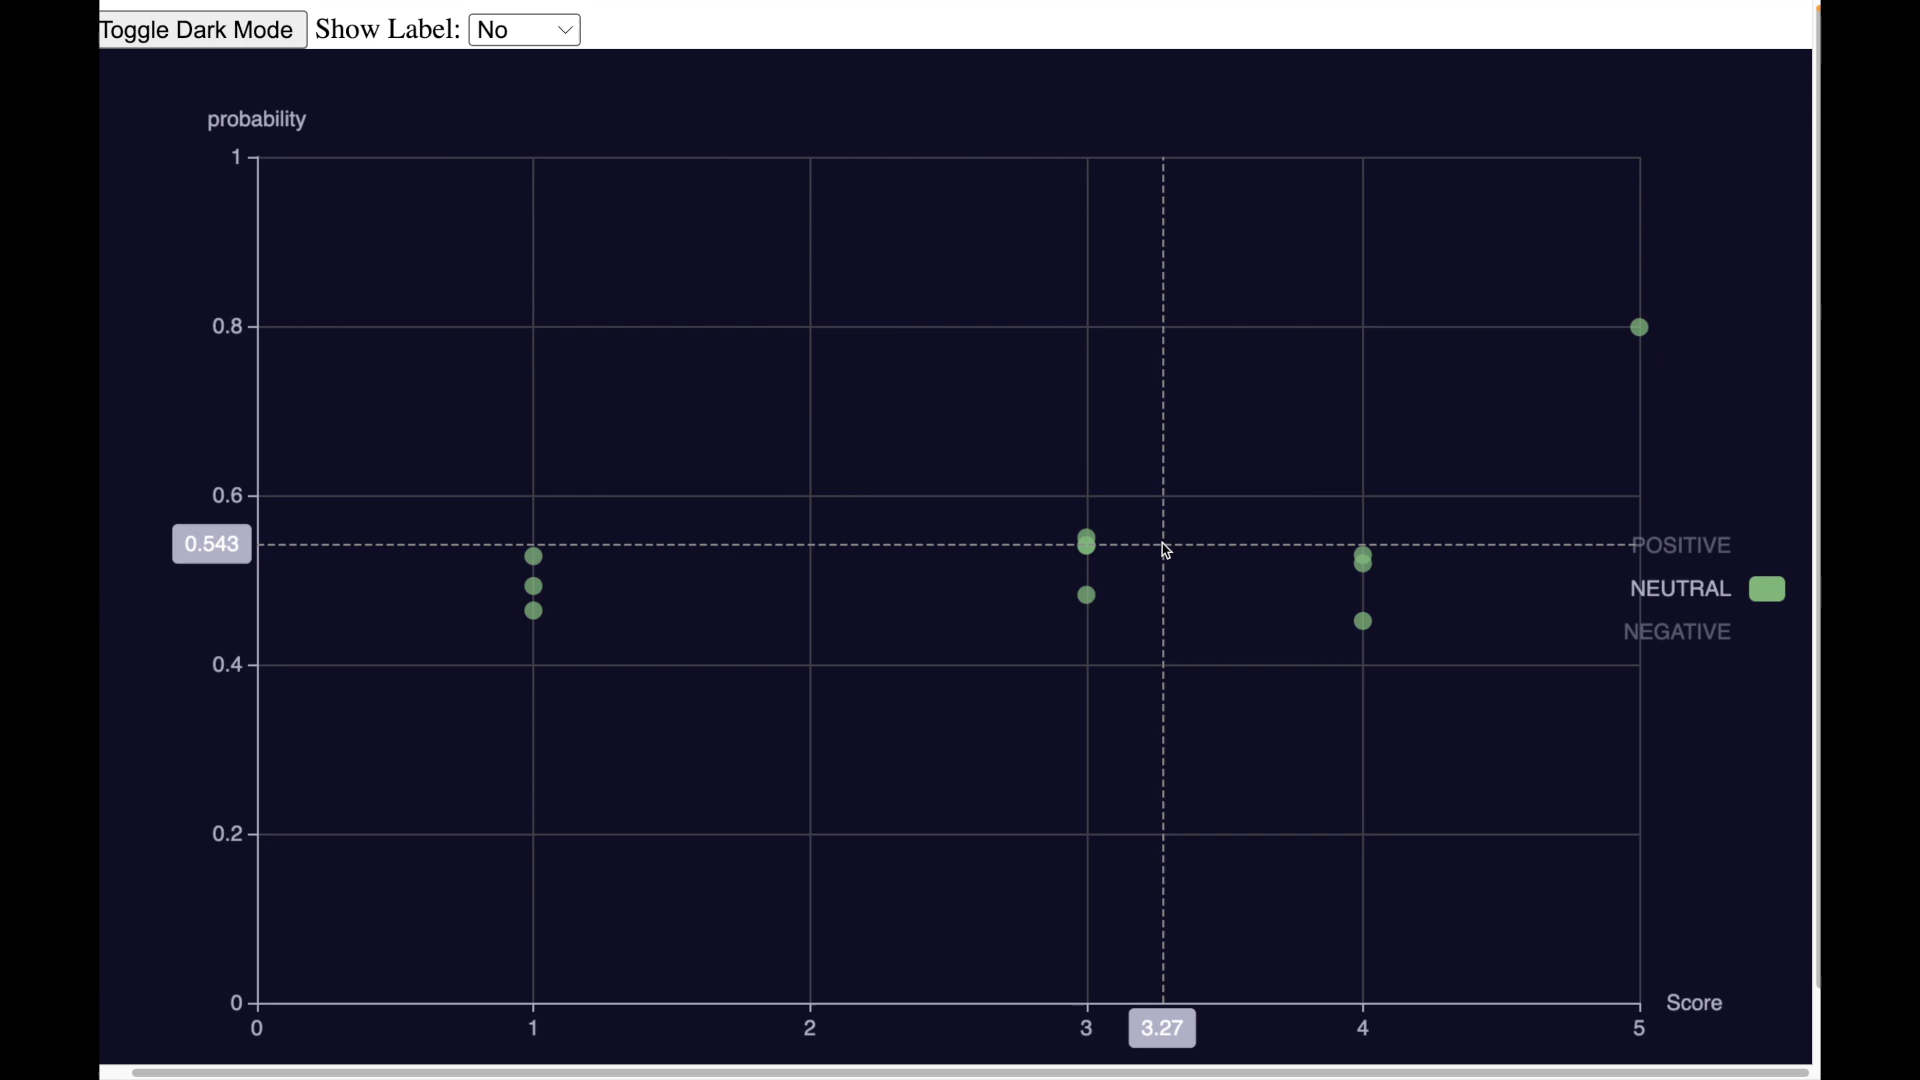 Toggle Dark Mode Show Label: No
probability
1
0.8
0.6
0.543
POSITIVE
NEUTRAL
NEGATIVE
0.4
0.2
0
Score
0 1 2 3 3.27 4 5